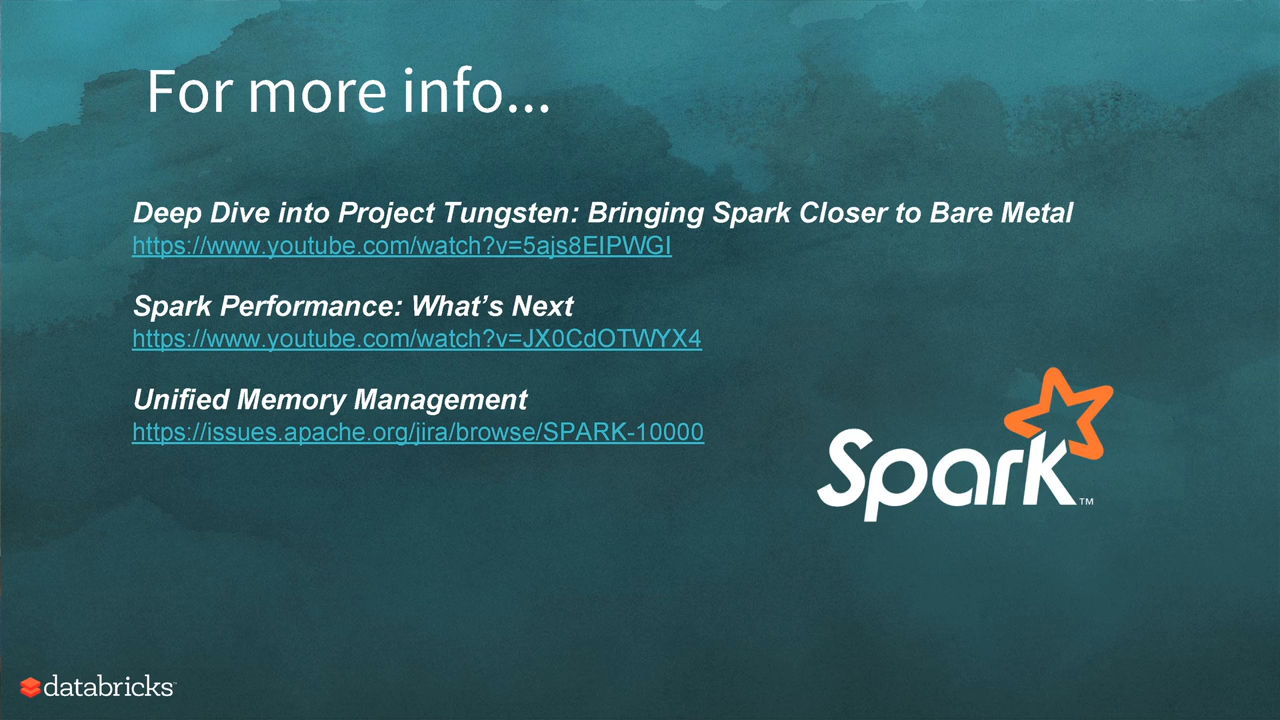 For more info...
Deep Dive into Project Tungsten: Bringing Spark Closer to Bare Metal
https://www.youtube.com/watch?v=5ajs8EIPWGI
Spark Performance: What’s Next
https://www.youtube.com/watch?v=JX0CdOTWYX4
Unified Memory Management
https://issues.apache.org/jira/browse/SPARK-10000
Spark™
databricks™